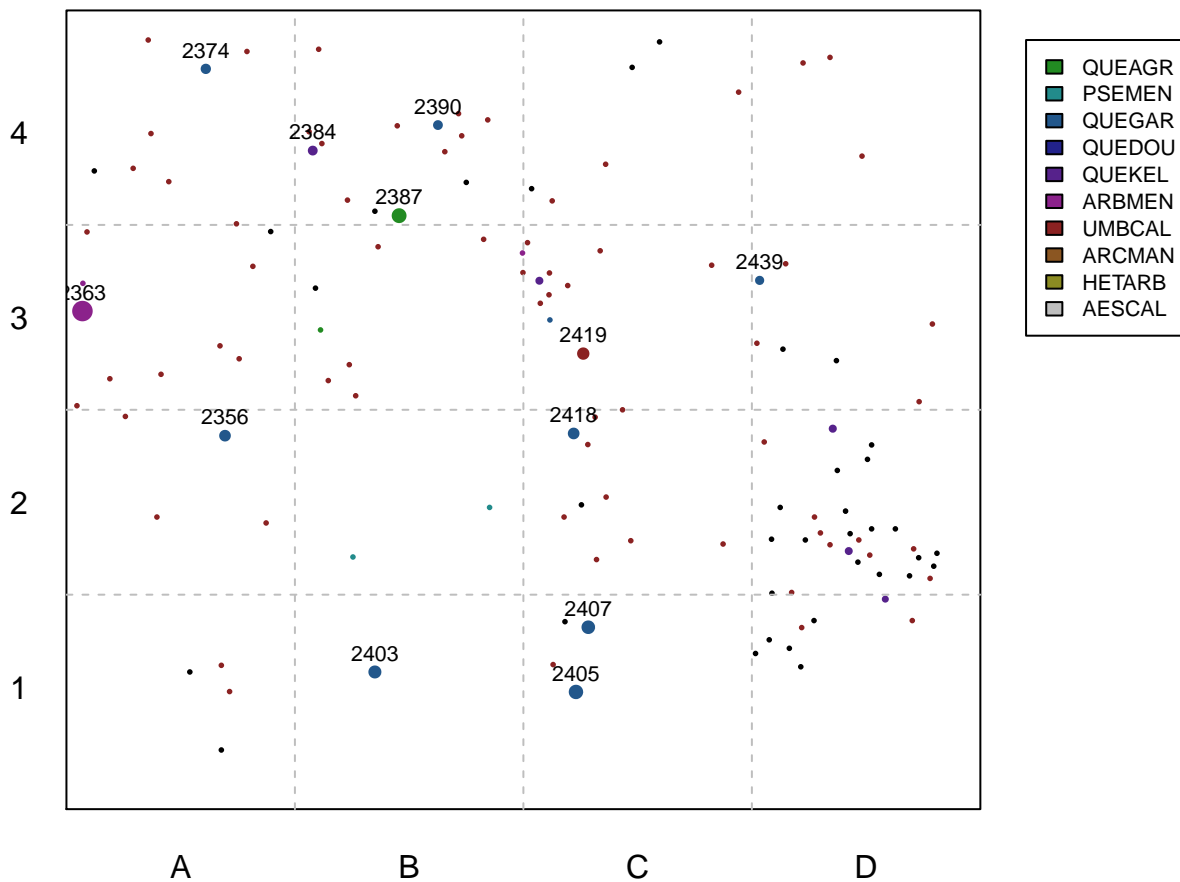 2374
2390
4
2384
2387
2439
2363
3
2419
2356
2418
2
2407
2403
2405
1
A
B
C
D
QUEAGR
PSEMEN
QUEGAR
QUEDOU
QUEKEL
ARBMEN
UMBCAL
ARCMAN
HETARB
AESCAL